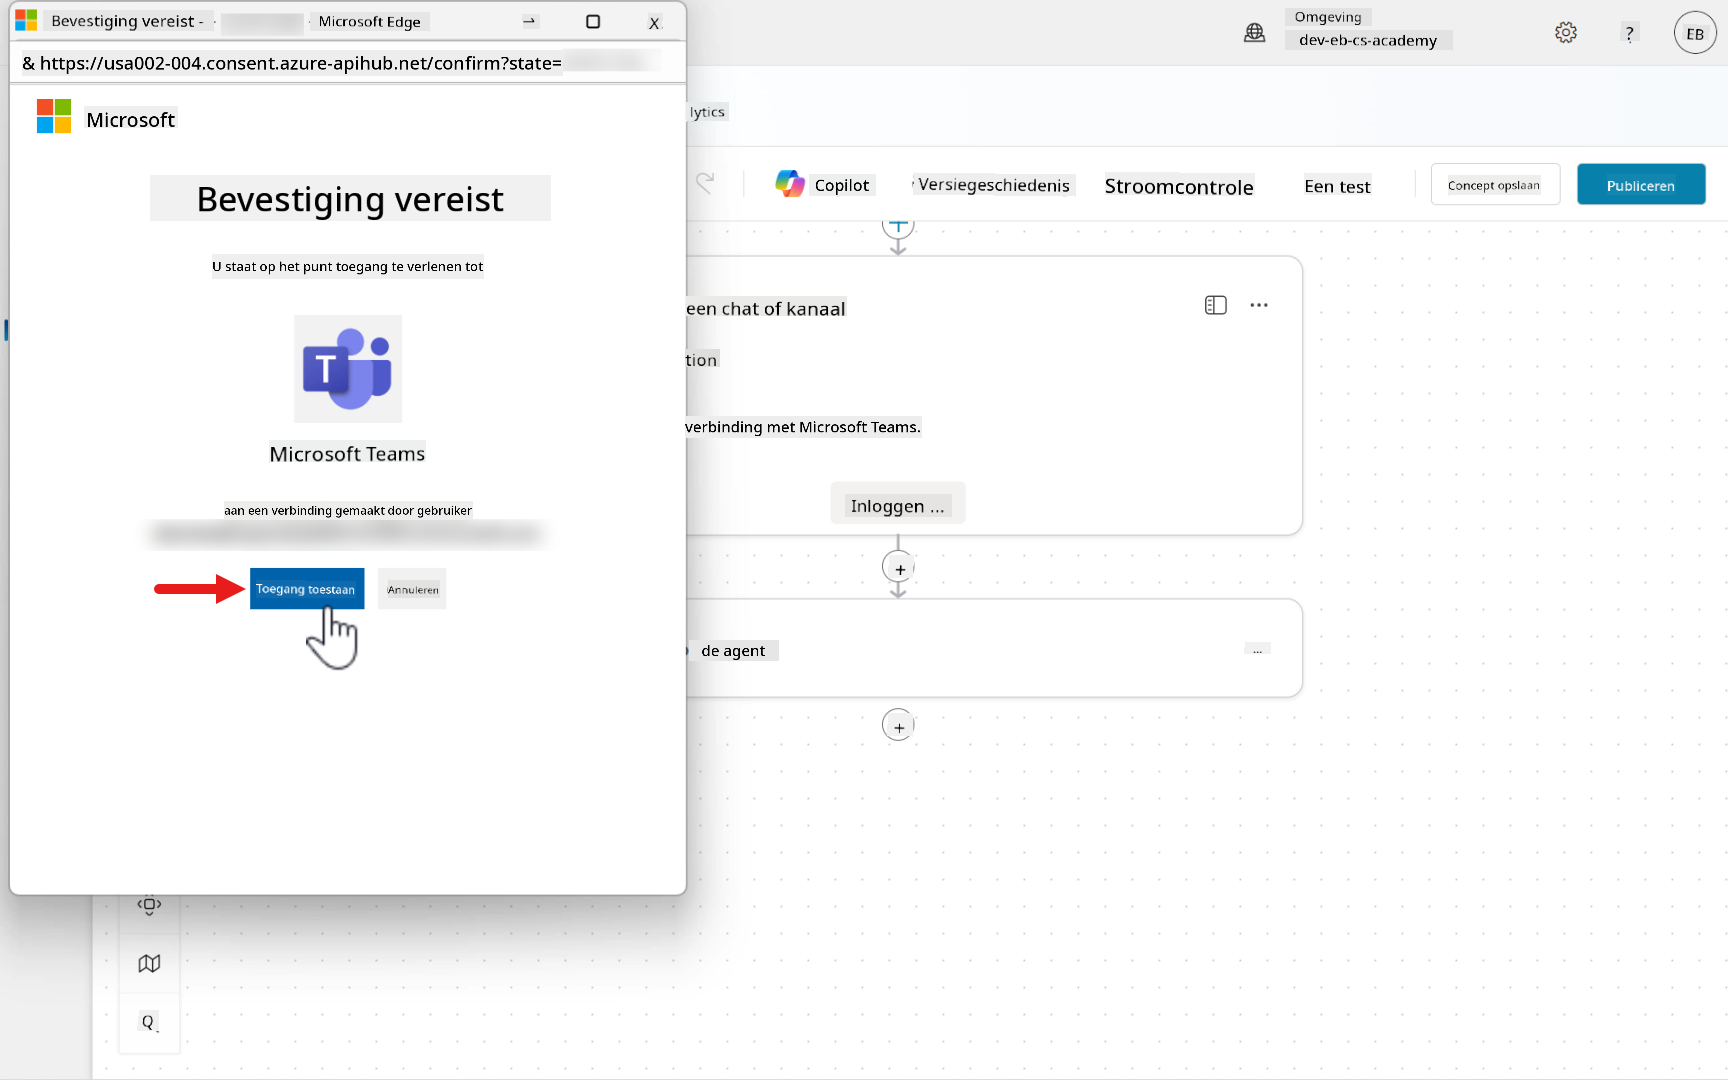 Bevestiging vereist -
Microsoft Edge
& https://usa002-004.consent.azure-apihub.net/confirm?state=
Microsoft
Bevestiging vereist
U staat op het punt toegang te verlenen tot
T
Microsoft Teams
aan een verbinding gemaakt door gebruiker
Toegang toestaan
Annuleren
Omgeving
dev-eb-cs-academy
?
EB
lytics
Copilot
Versiegeschiedenis
Stroomcontrole
Een test
Concept opslaan
Publiceren
een chat of kanaal
...
tion
verbinding met Microsoft Teams.
Inloggen ...
+
de agent
...
+
Q